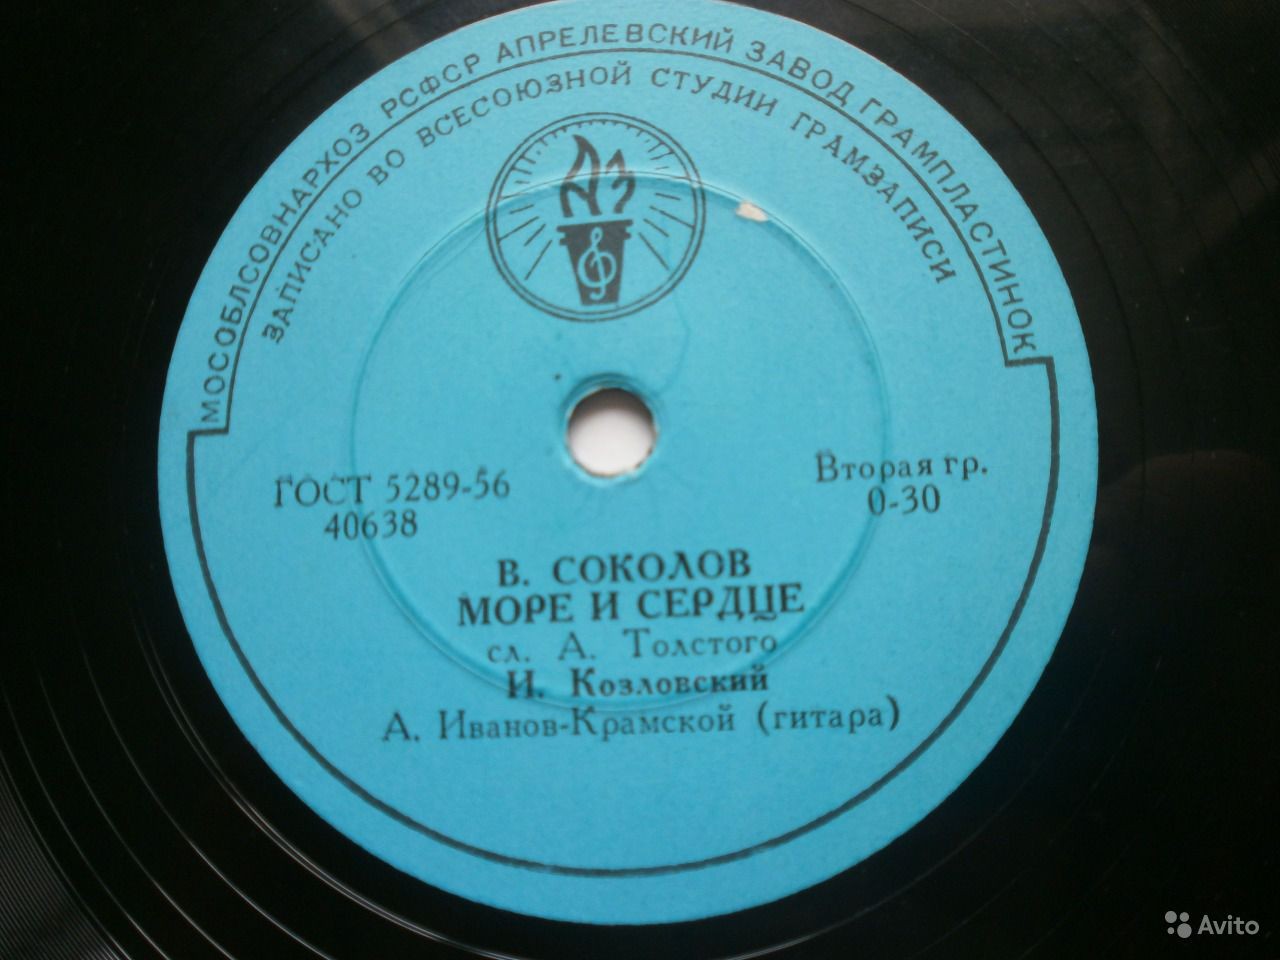 МОСОБЛСОВНАРХОЗ РСФСР АПРЕЛЕВСКИЙ ЗАВОД ГРАМПЛАСТИНОК
ЗАПИСАНО ВО ВСЕСОЮЗНОЙ СТУДИИ ГРАМЗАПИСИ
ГОСТ 5289-56
40638
Вторая гр.
0-30
В. СОКОЛОВ
МОРЕ И СЕРДЦЕ
сл. А. Толстого
И. Козловский
А. Иванов-Крамской (гитара)
Avito